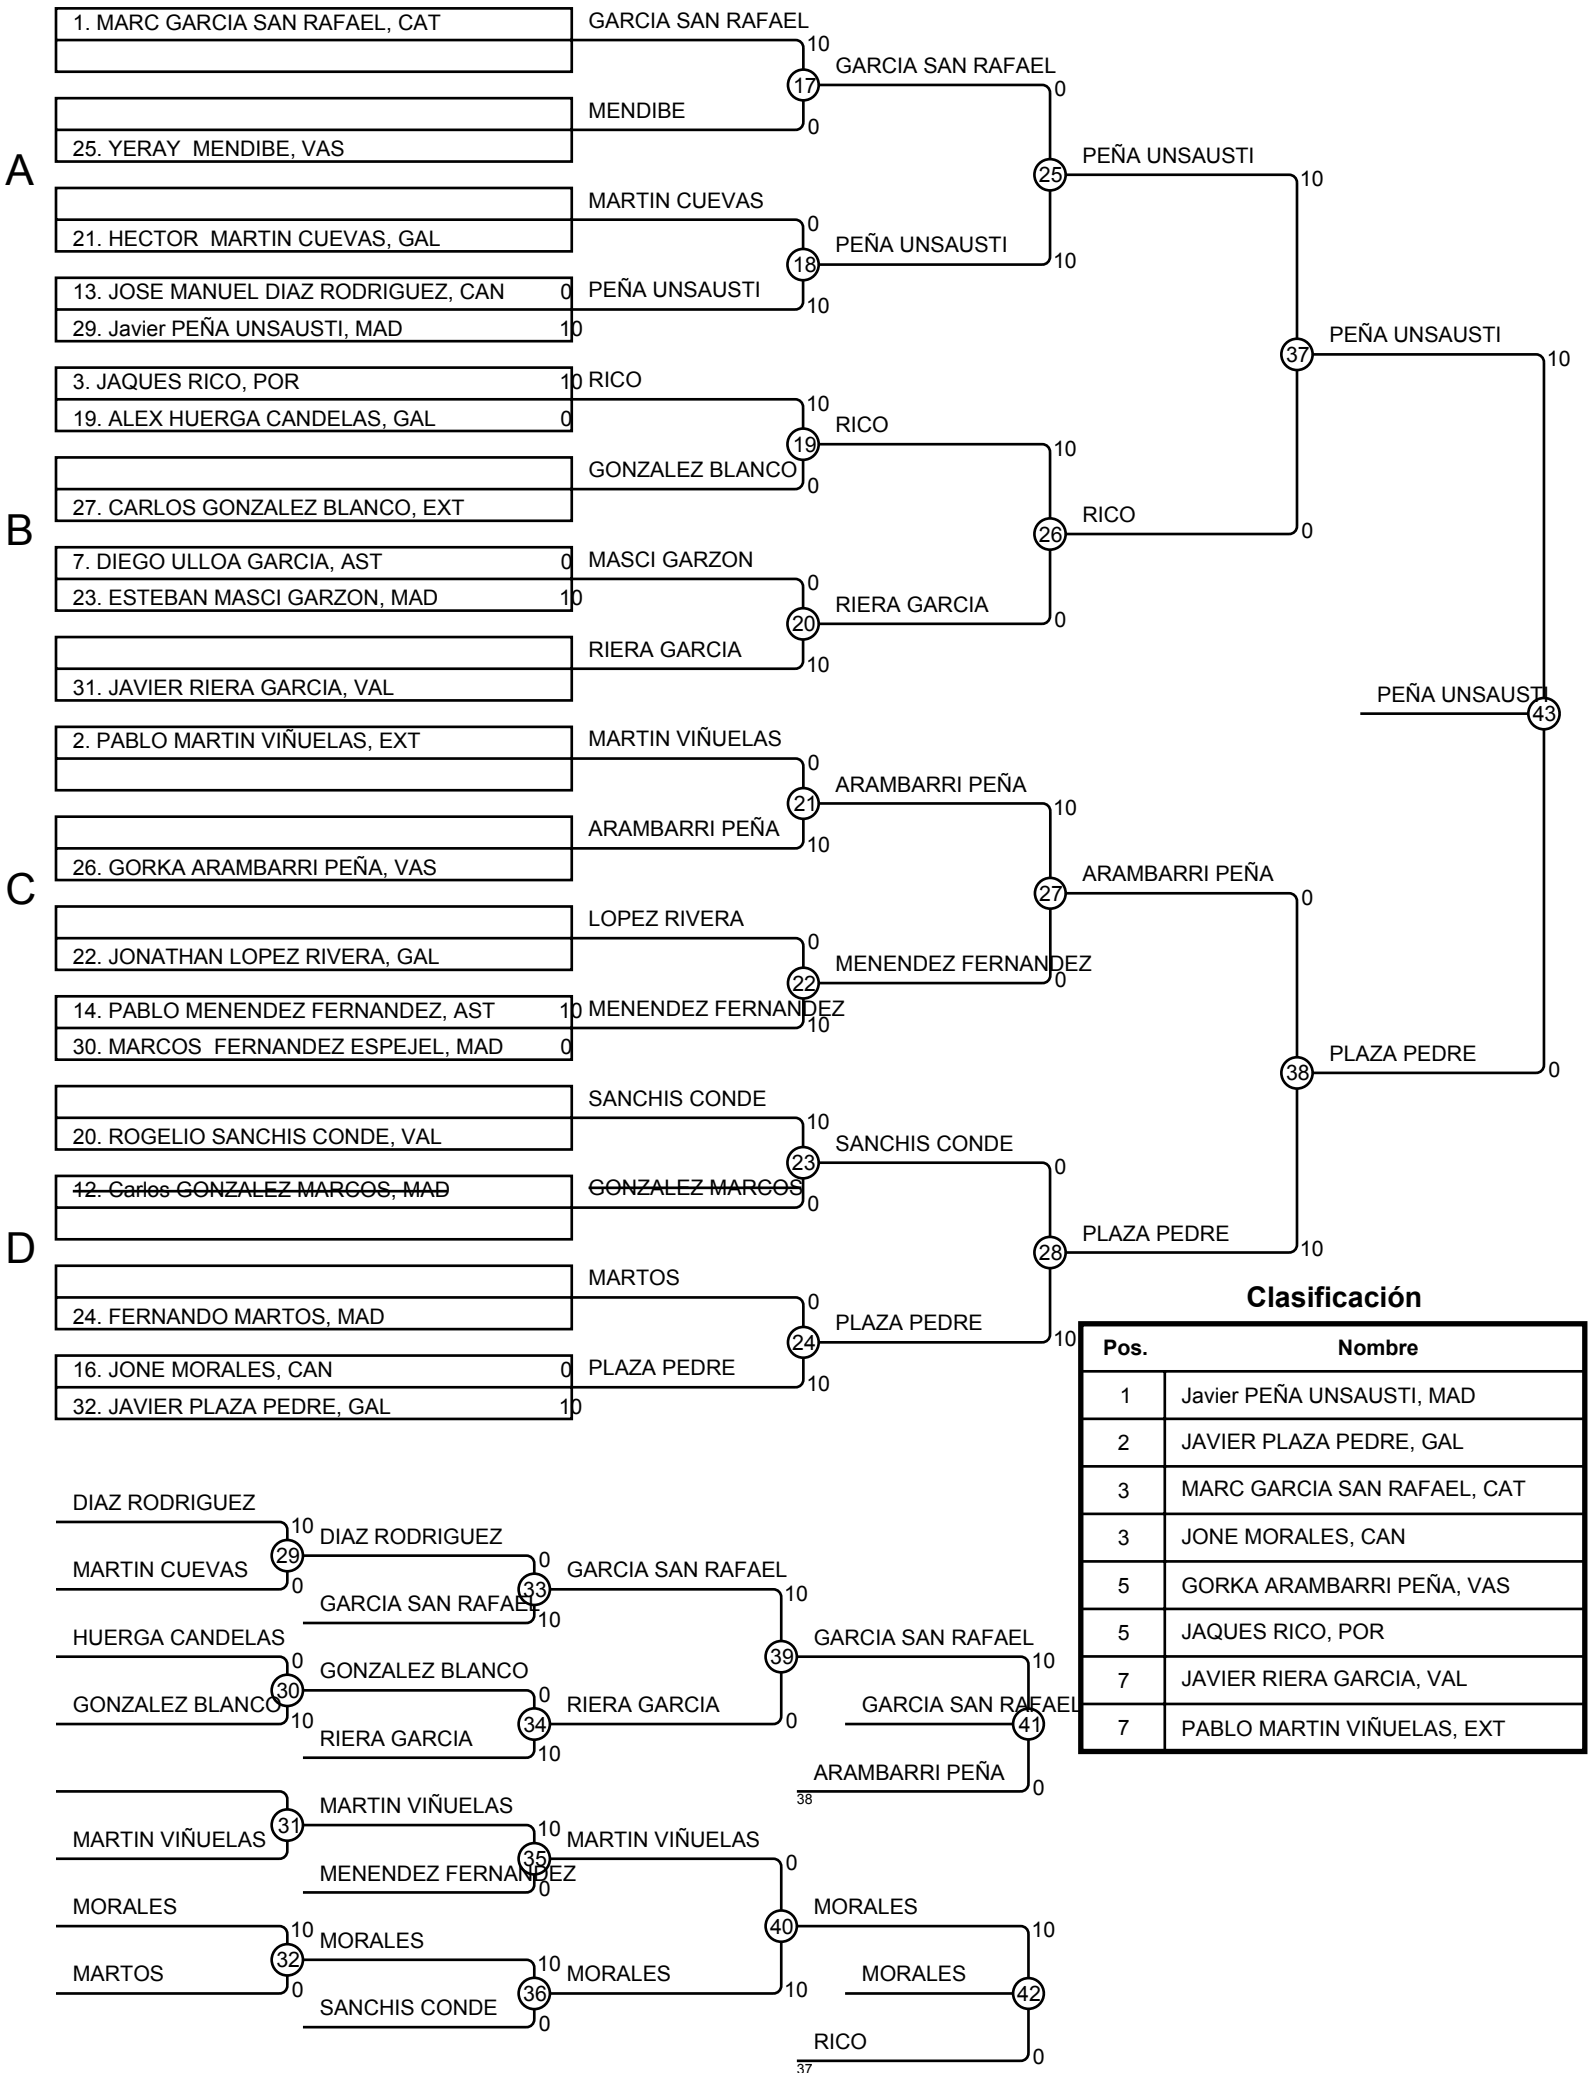 1. MARC GARCIA SAN RAFAEL, CAT
GARCIA SAN RAFAEL
10
17
GARCIA SAN RAFAEL
0
MENDIBE
0
25. YERAY  MENDIBE, VAS
A
25
PEÑA UNSAUSTI
10
MARTIN CUEVAS
0
21. HECTOR  MARTIN CUEVAS, GAL
18
PEÑA UNSAUSTI
10
13. JOSE MANUEL DIAZ RODRIGUEZ, CAN 0
PEÑA UNSAUSTI
10
29. Javier PEÑA UNSAUSTI, MAD 10
37
PEÑA UNSAUSTI
10
3. JAQUES RICO, POR 10
RICO
10
19. ALEX HUERGA CANDELAS, GAL 0
19
RICO
10
GONZALEZ BLANCO
0
27. CARLOS GONZALEZ BLANCO, EXT
B
26
RICO
0
7. DIEGO ULLOA GARCIA, AST 0
MASCI GARZON
0
23. ESTEBAN MASCI GARZON, MAD 10
20
RIERA GARCIA
0
RIERA GARCIA
10
31. JAVIER RIERA GARCIA, VAL
PEÑA UNSAUSTI
43
2. PABLO MARTIN VIÑUELAS, EXT
MARTIN VIÑUELAS
0
21
ARAMBARRI PEÑA
10
ARAMBARRI PEÑA
10
26. GORKA ARAMBARRI PEÑA, VAS
C
27
ARAMBARRI PEÑA
0
LOPEZ RIVERA
0
22. JONATHAN LOPEZ RIVERA, GAL
22
MENENDEZ FERNANDEZ
0
14. PABLO MENENDEZ FERNANDEZ, AST 10
MENENDEZ FERNANDEZ
10
30. MARCOS  FERNANDEZ ESPEJEL, MAD 0
38
PLAZA PEDRE
0
SANCHIS CONDE
10
20. ROGELIO SANCHIS CONDE, VAL
23
SANCHIS CONDE
0
12. Carlos GONZALEZ MARCOS, MAD
GONZALEZ MARCOS
0
D
28
PLAZA PEDRE
10
MARTOS
0
24. FERNANDO MARTOS, MAD
24
PLAZA PEDRE
10
16. JONE MORALES, CAN 0
PLAZA PEDRE
10
32. JAVIER PLAZA PEDRE, GAL 10
Clasificación
Pos. Nombre
1 Javier PEÑA UNSAUSTI, MAD
2 JAVIER PLAZA PEDRE, GAL
3 MARC GARCIA SAN RAFAEL, CAT
3 JONE MORALES, CAN
5 GORKA ARAMBARRI PEÑA, VAS
5 JAQUES RICO, POR
7 JAVIER RIERA GARCIA, VAL
7 PABLO MARTIN VIÑUELAS, EXT
DIAZ RODRIGUEZ
10
29
DIAZ RODRIGUEZ
0
MARTIN CUEVAS
0
33
GARCIA SAN RAFAEL
10
GARCIA SAN RAFAEL
10
HUERGA CANDELAS
0
39
GARCIA SAN RAFAEL
10
30
GONZALEZ BLANCO
0
GONZALEZ BLANCO
10
34
RIERA GARCIA
0
GARCIA SAN RAFAEL
41
RIERA GARCIA
10
ARAMBARRI PEÑA
0
38
31
MARTIN VIÑUELAS
10
MARTIN VIÑUELAS
35
MARTIN VIÑUELAS
0
MENENDEZ FERNANDEZ
0
MORALES
10
40
MORALES
10
32
MORALES
10
MARTOS
0
36
MORALES
10
MORALES
42
SANCHIS CONDE
0
RICO
0
37